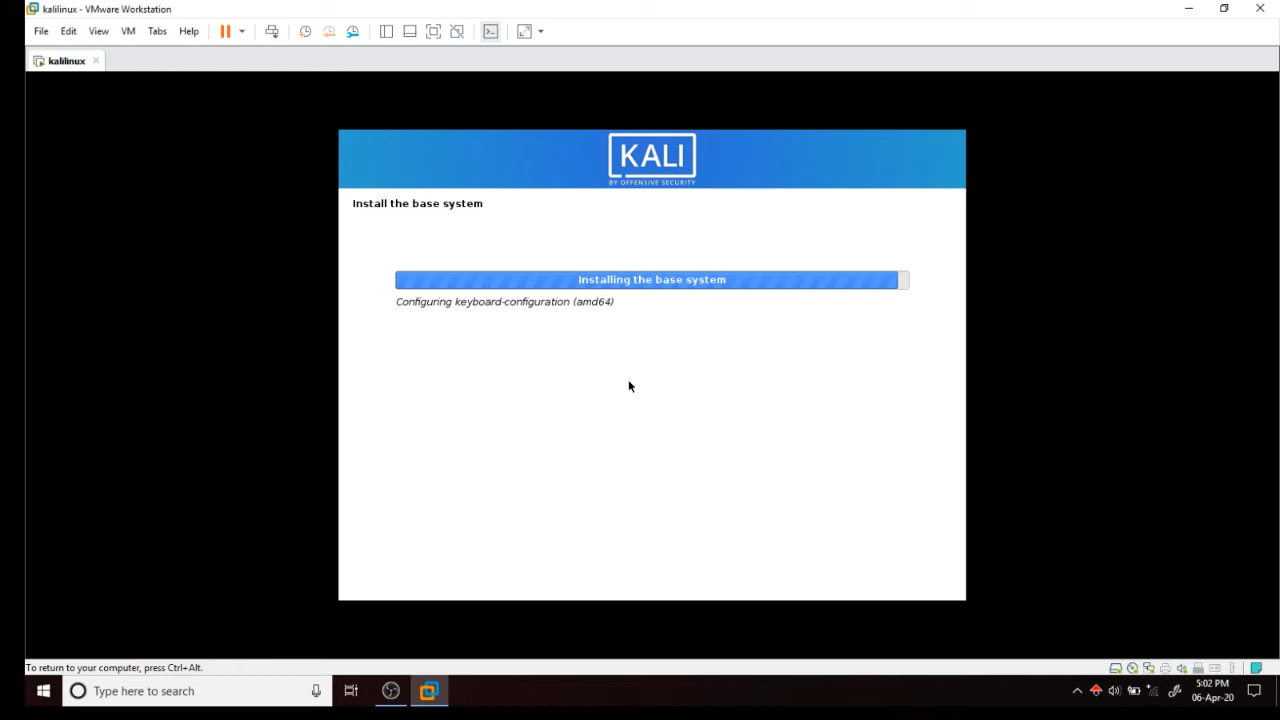 kalilinux - VMware Workstation
File Edit View VM Tabs Help
kalilinux
KALI
BY OFFENSIVE SECURITY
Install the base system
Installing the base system
Configuring keyboard-configuration (amd64)
To return to your computer, press Ctrl+Alt.
Type here to search
5:02 PM
06-Apr-20